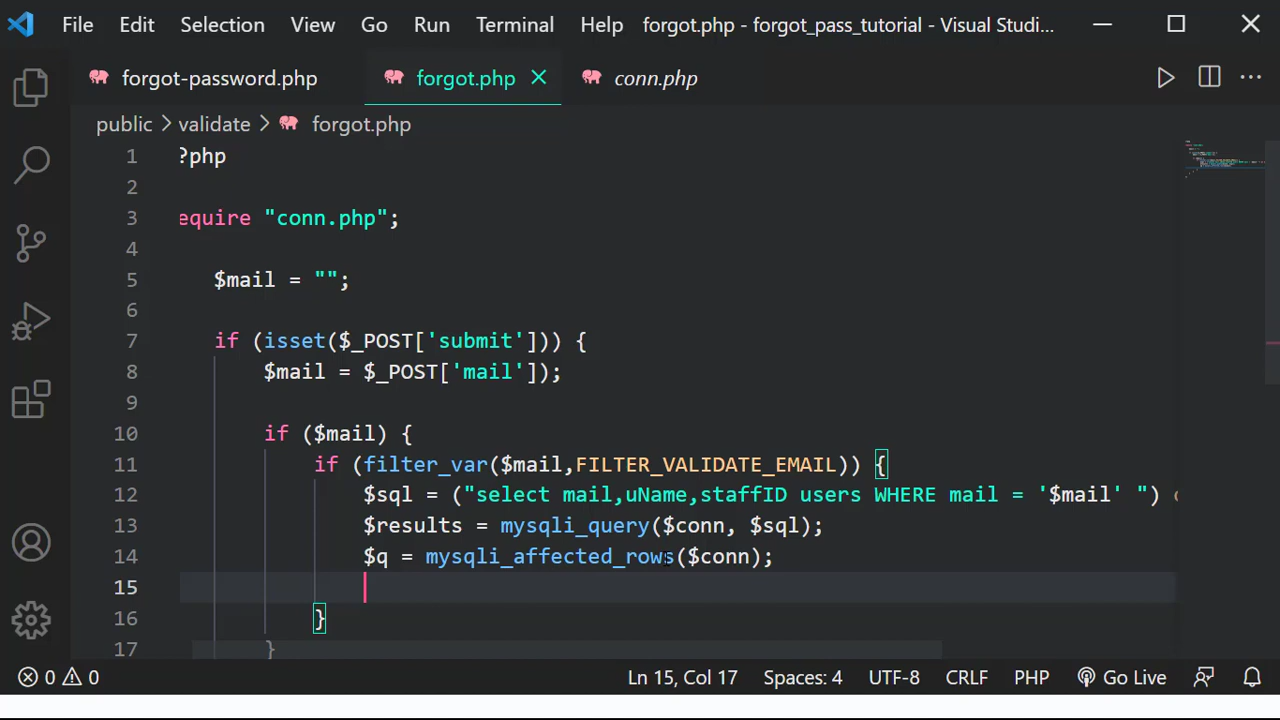 File Edit Selection View Go Run Terminal Help forgot.php - forgot_pass_tutorial - Visual Studi...
forgot-password.php forgot.php conn.php
public validate forgot.php
1 ?php
2
3 equire "conn.php";
4
5 $mail = "";
6
7 if (isset($_POST['submit'])) {
8 $mail = $_POST['mail']);
9
10 if ($mail) {
11 if (filter_var($mail,FILTER_VALIDATE_EMAIL)) {
12 $sql = ("select mail,uName,staffID users WHERE mail = '$mail' ")
13 $results = mysqli_query($conn, $sql);
14 $q = mysqli_affected_rows($conn);
15
16 }
17 }
0 0 Ln 15, Col 17 Spaces: 4 UTF-8 CRLF PHP Go Live